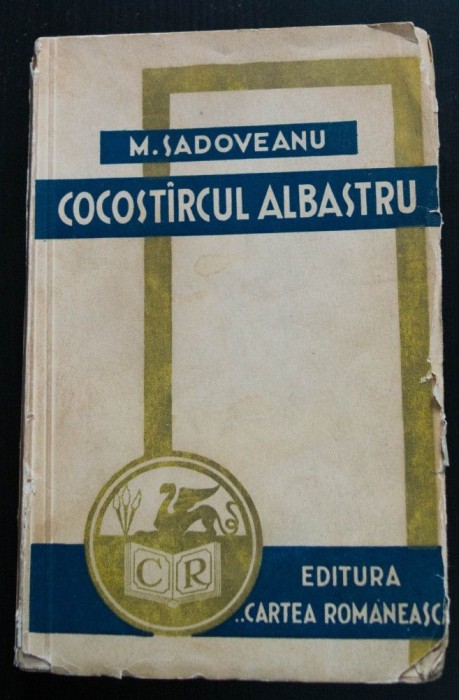 M. SADOVEANU
COCOSTÎRCUL ALBASTRU
C R
EDITURA
„CARTEA ROMÂNEASCĂ